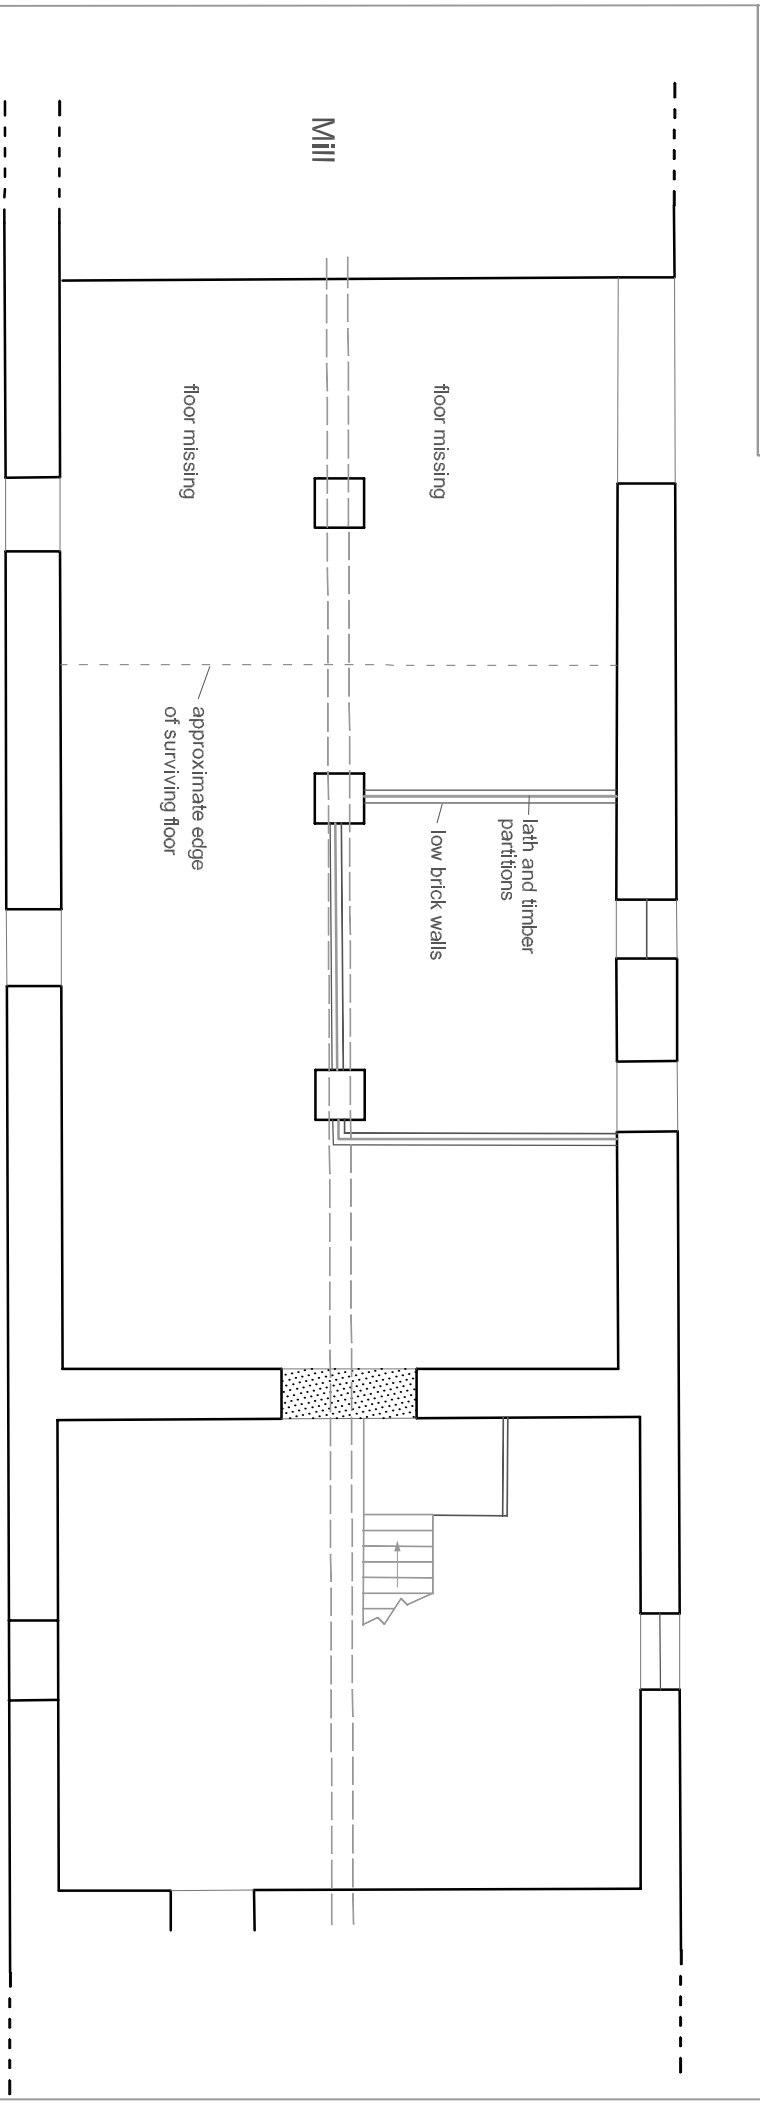 Mill
floor missing
floor missing
lath and timber
partitions
low brick walls
approximate edge
of surviving floor